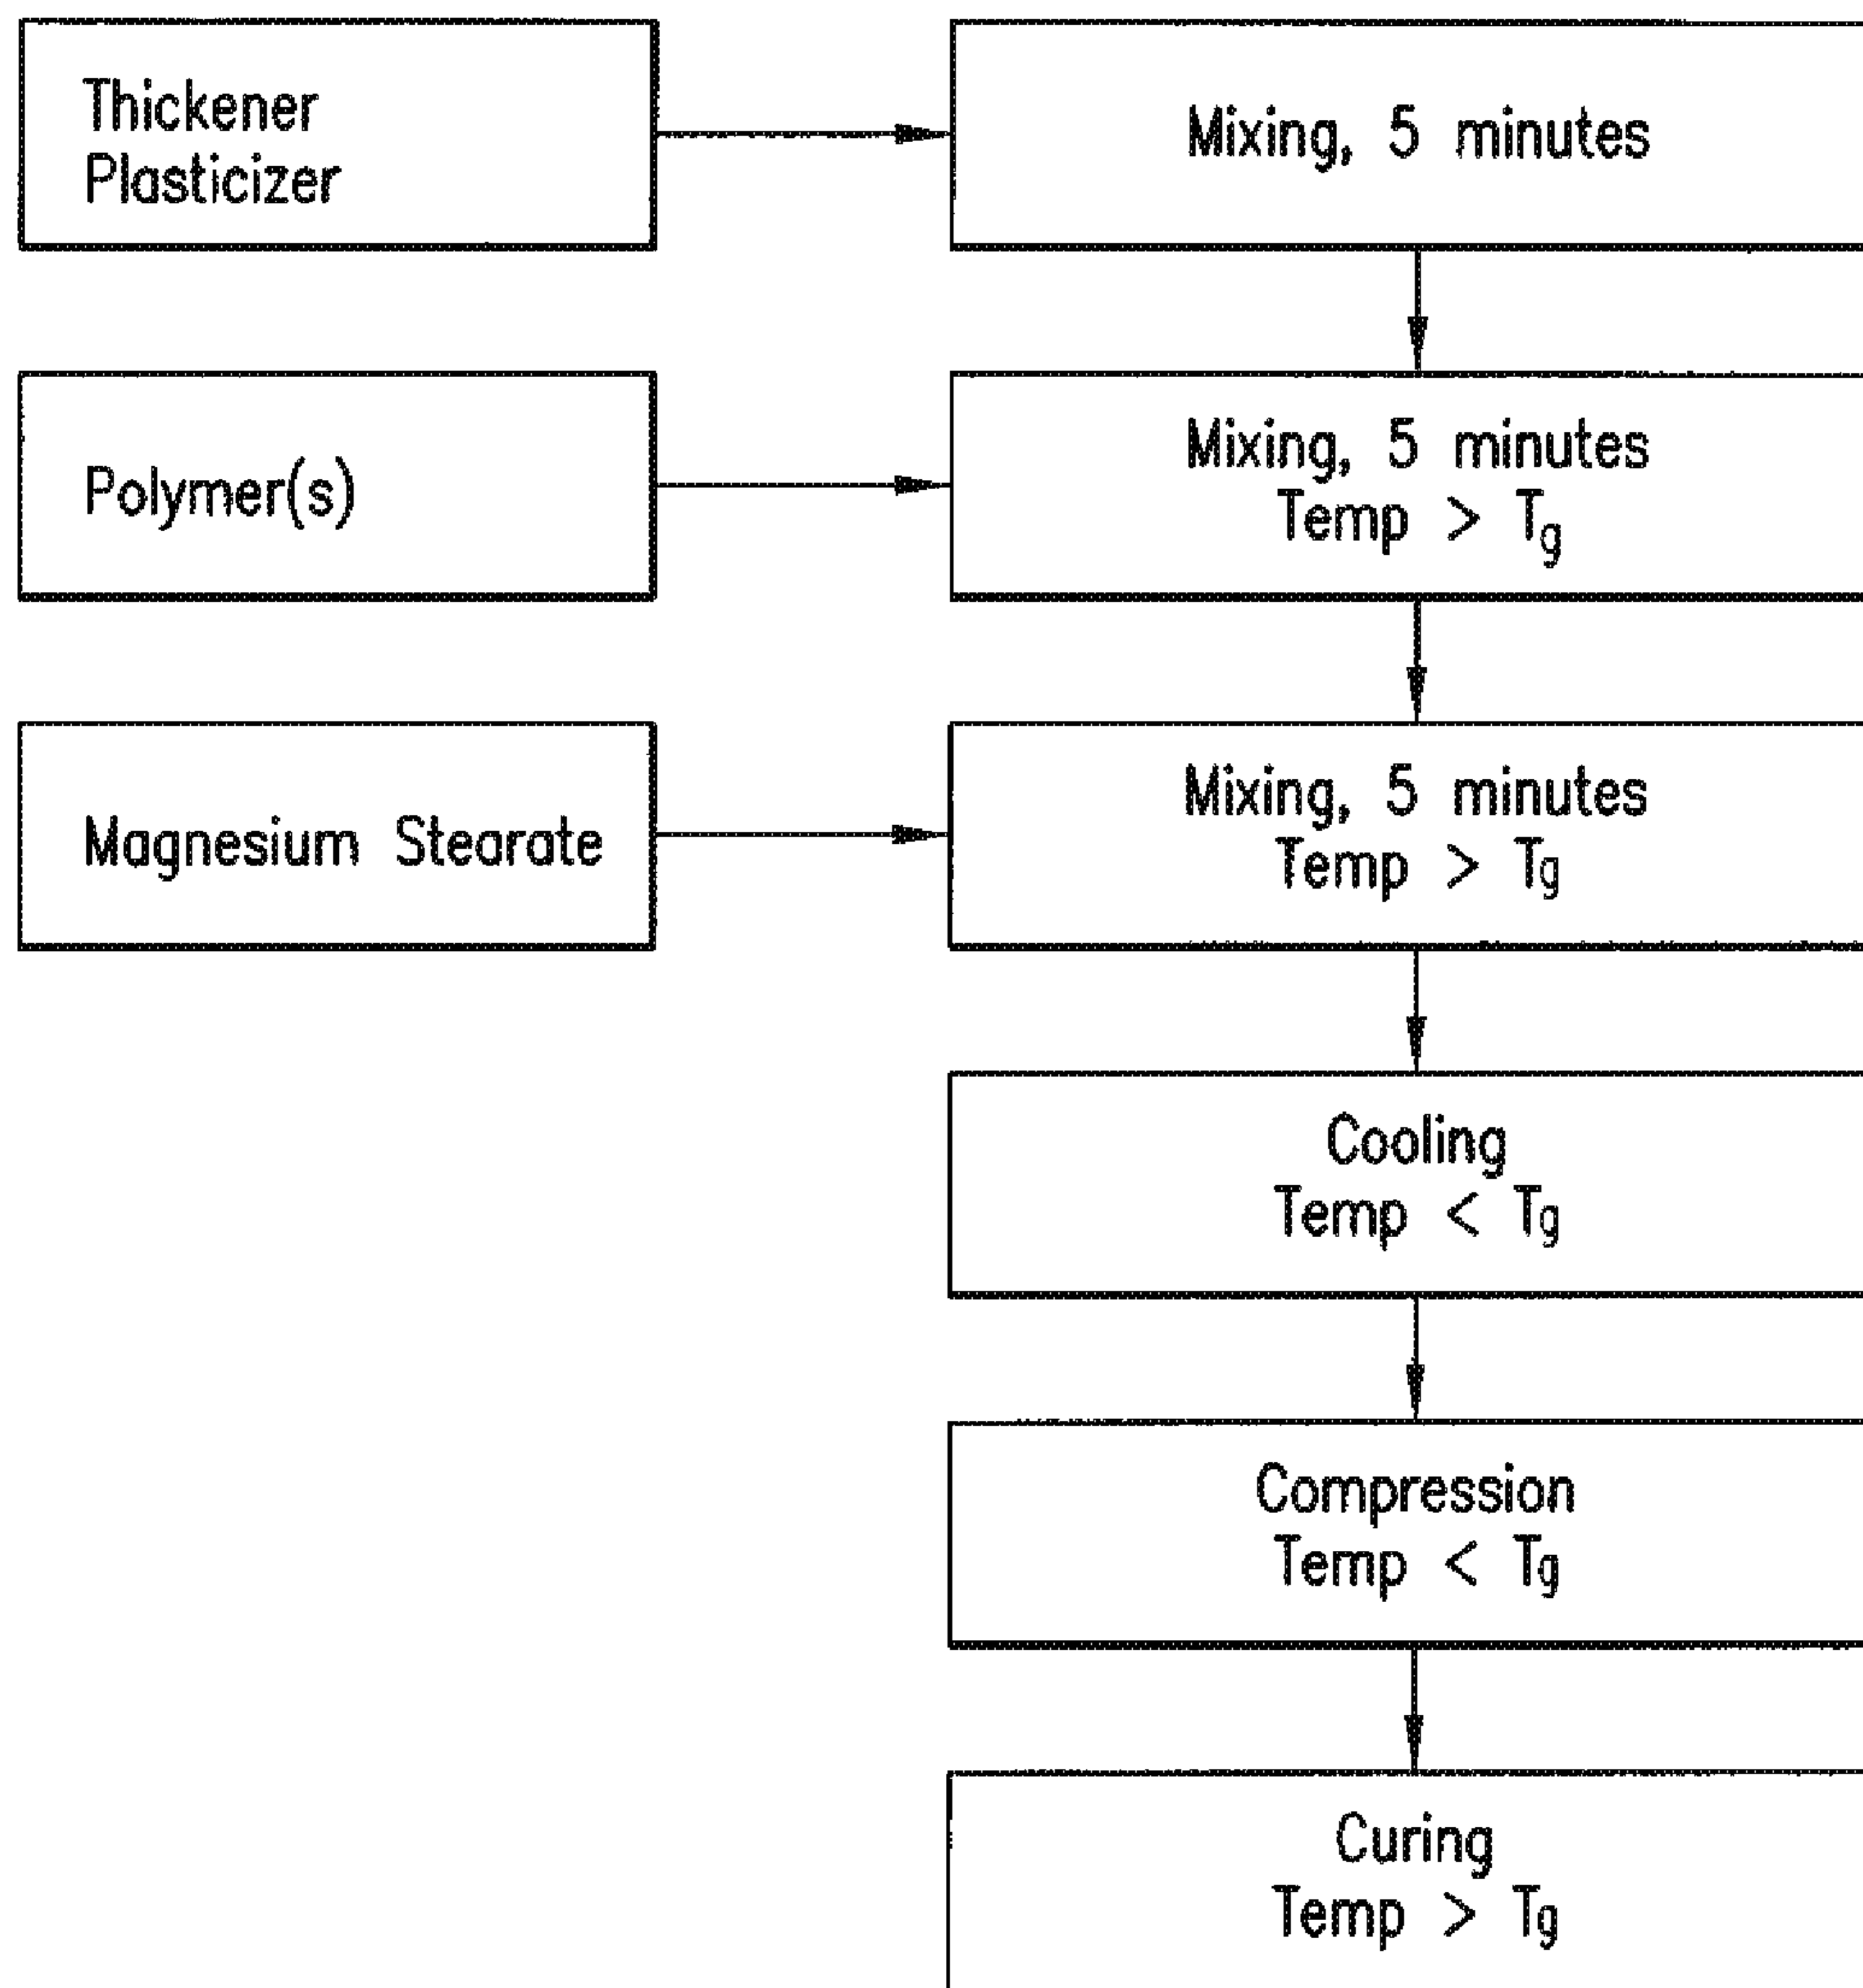 Thickener
Plasticizer
Mixing, 5 minutes
Polymer(s)
Mixing, 5 minutes
Temp > Tg
Magnesium Stearate
Mixing, 5 minutes
Temp > Tg
Cooling
Temp < Tg
Compression
Temp < Tg
Curing
Temp > Tg